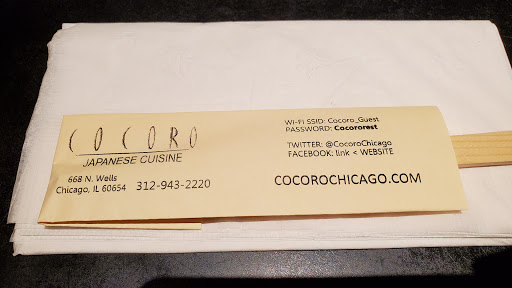 COCORO
JAPANESE CUISINE
668 N. Wells
Chicago, IL 60654 312-943-2220
WI-FI SSID: Cocoro_Guest
PASSWORD: Cocororest
TWITTER: @CocoroChicago
FACEBOOK: link < WEBSITE
COCOROCHICAGO.COM